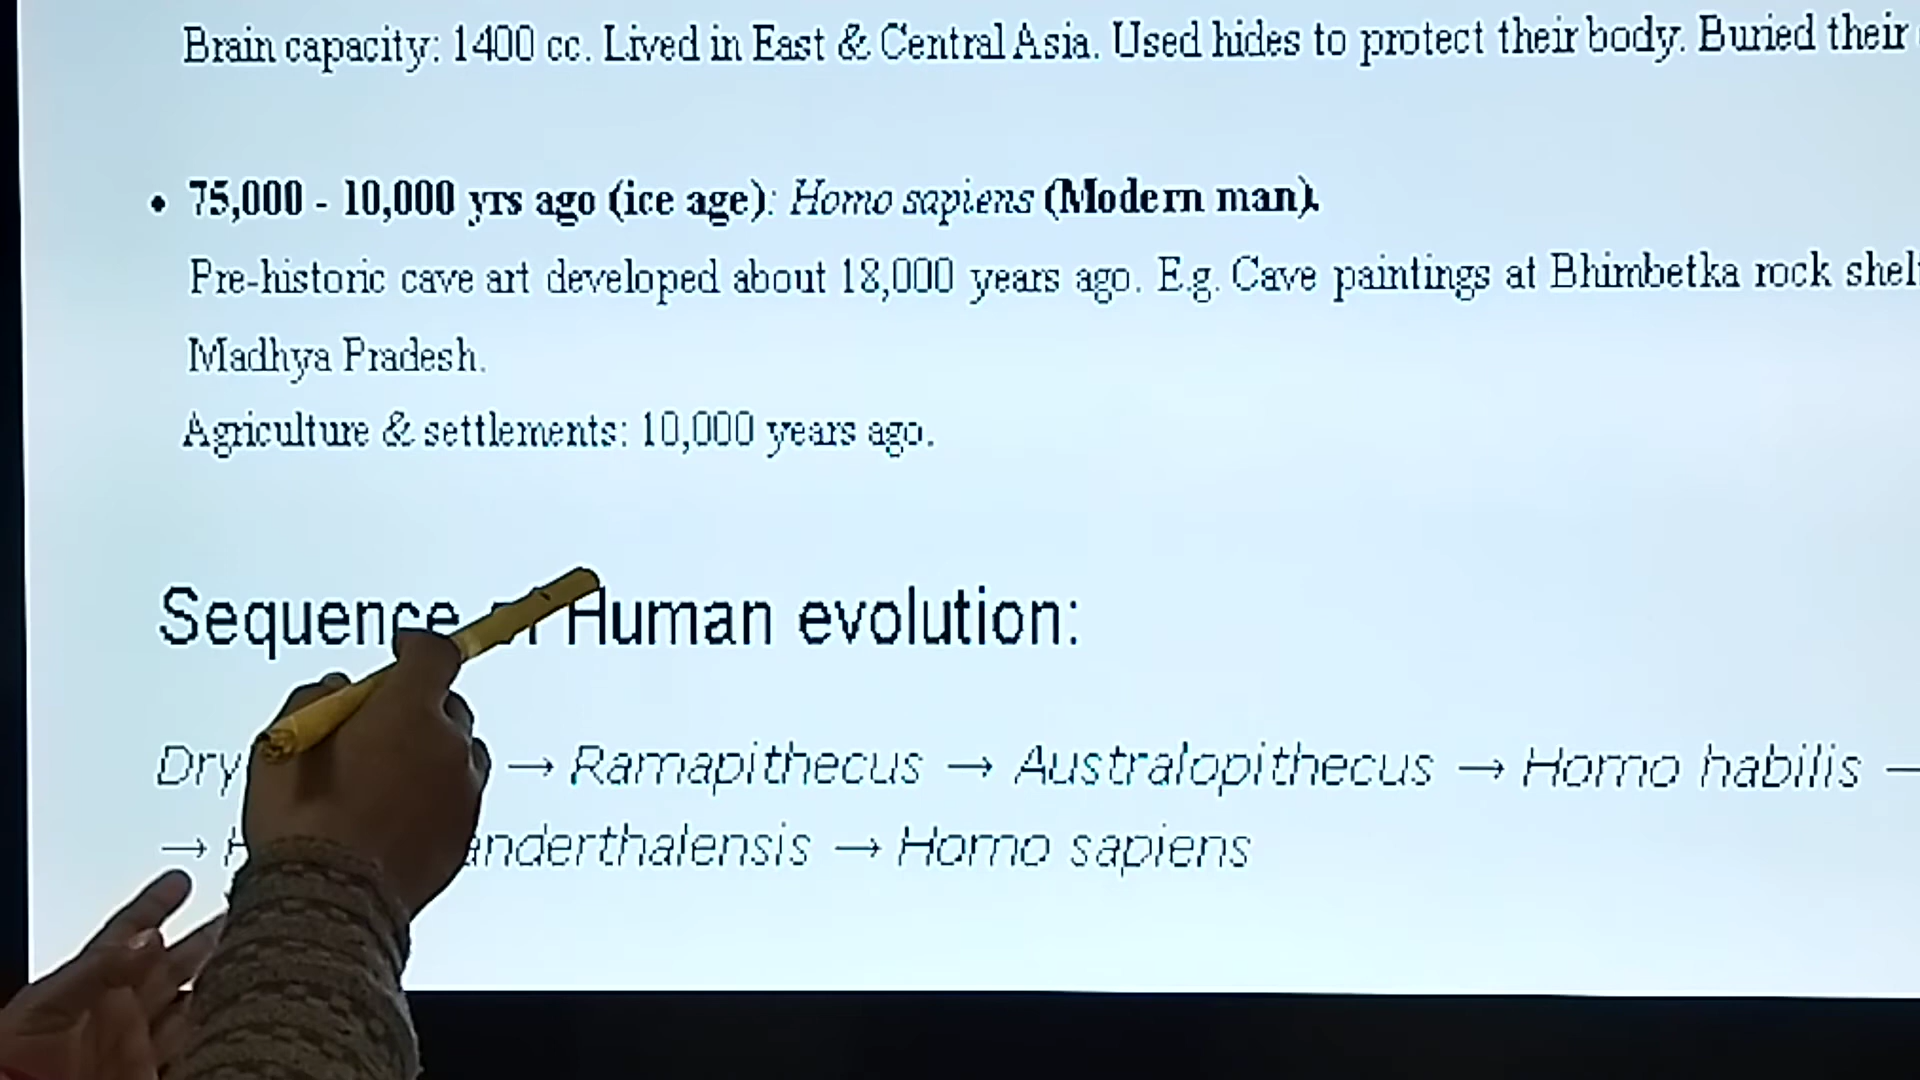 Brain capacity: 1400 cc. Lived in East & Central Asia. Used hides to protect their body. Buried their
• 75,000 - 10,000 yrs ago (ice age): Homo sapiens (Modern man).
Pre-historic cave art developed about 18,000 years ago. E.g. Cave paintings at Bhimbetka rock
Madhya Pradesh.
Agriculture & settlements: 10,000 years ago.
Sequence Human evolution:
→ Ramapithecus → Australopithecus → Homo habilis
→ → Homo sapiens